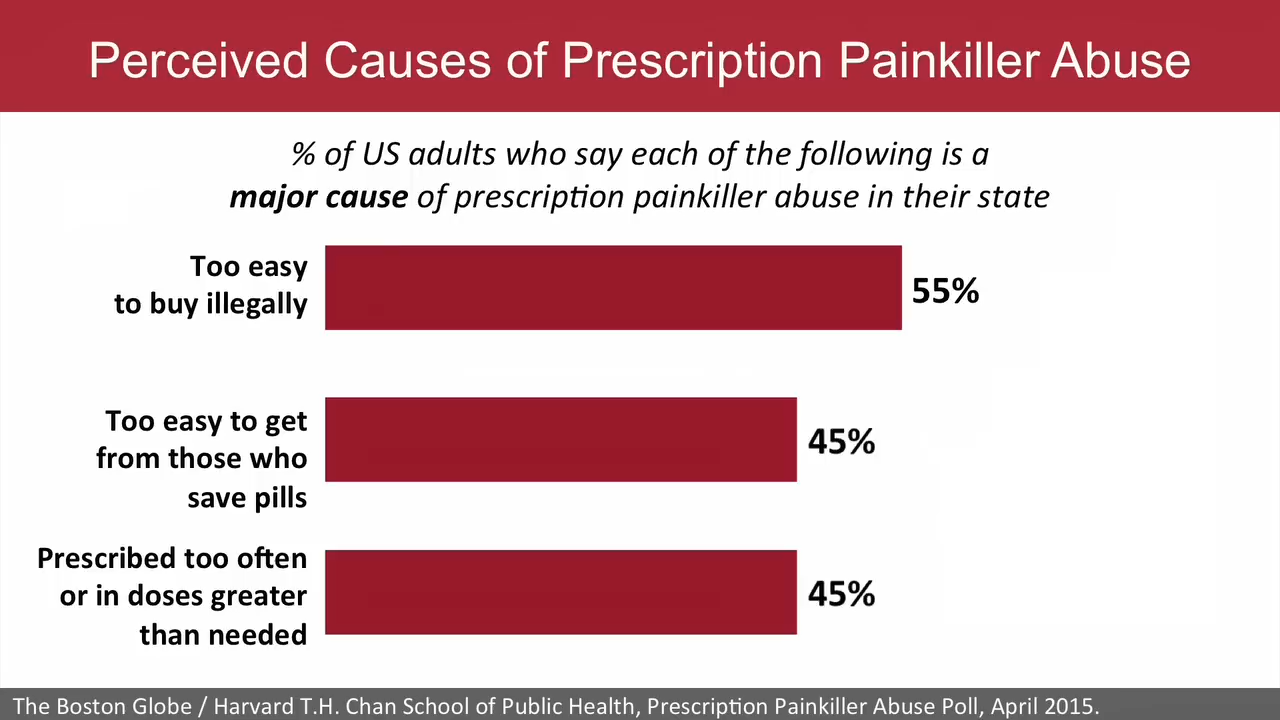 Perceived Causes of Prescription Painkiller Abuse
% of US adults who say each of the following is a
major cause of prescription painkiller abuse in their state
Too easy
to buy illegally
55%
Too easy to get
from those who
save pills
45%
Prescribed too often
or in doses greater
than needed
45%
The Boston Globe / Harvard T.H. Chan School of Public Health, Prescription Painkiller Abuse Poll, April 2015.